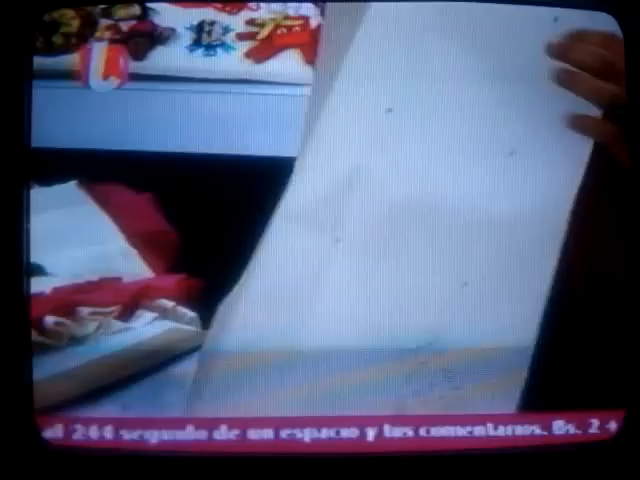 al 244 segundo de un espacio y tus comentarios. Bs. 2 +